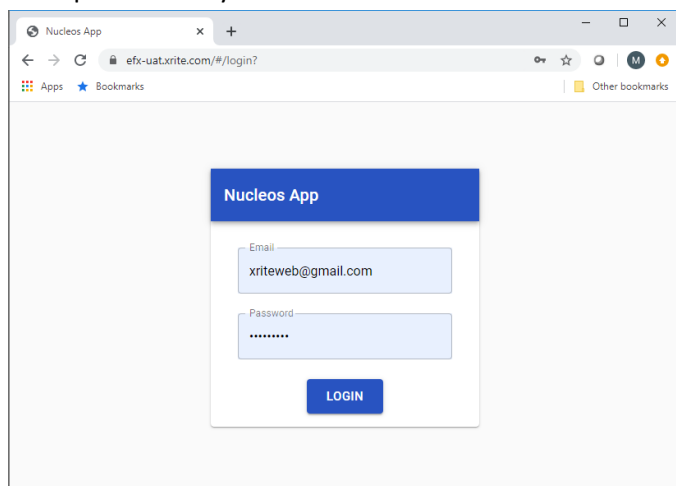 Nucleos App
efx-uat.xrite.com/#/login?
M
Apps Bookmarks Other bookmarks
Nucleos App
Email
xriteweb@gmail.com
Password
•••••••••
LOGIN